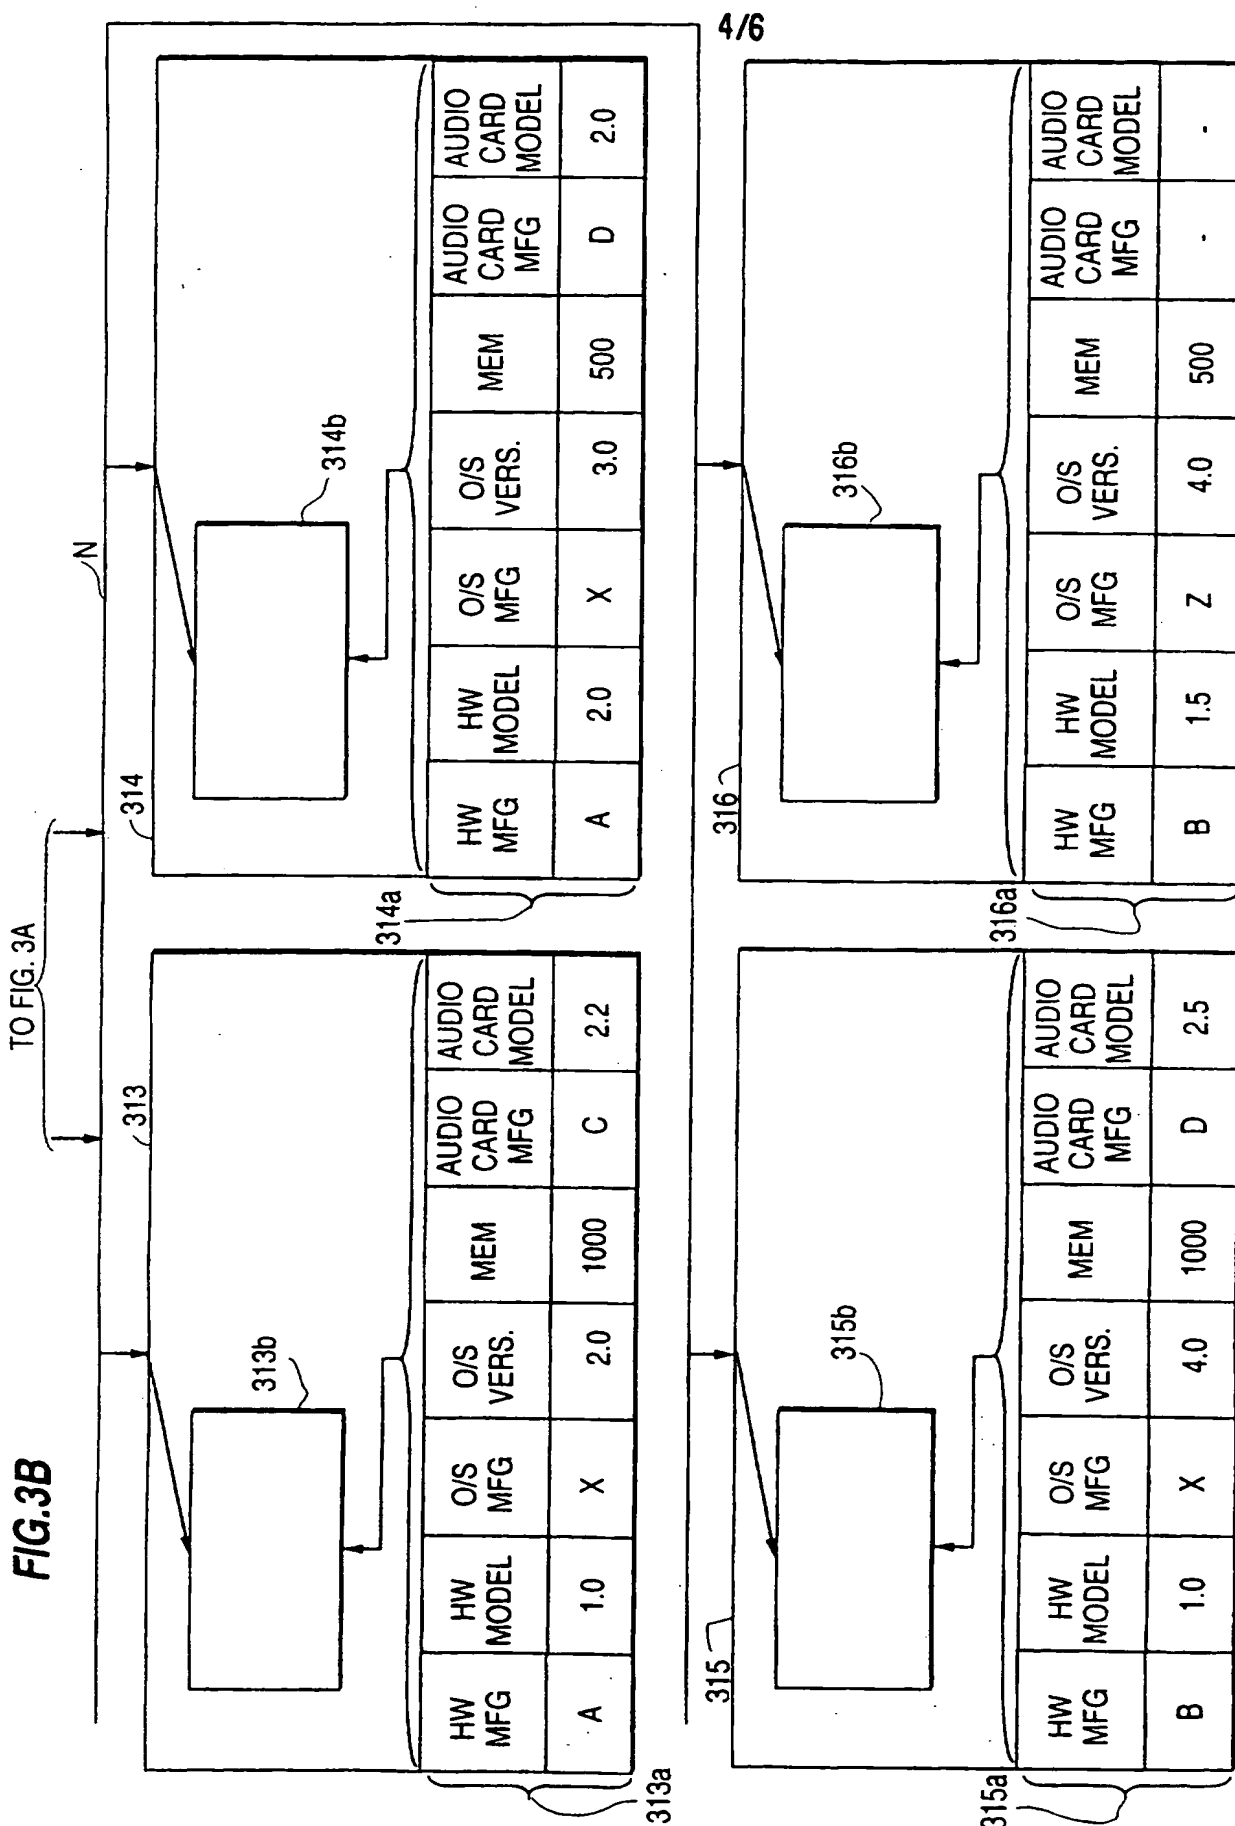 4/6
FIG.3B
TO FIG. 3A
N
313
313b
313a
HW MFG
HW MODEL
O/S MFG
O/S VERS.
MEM
AUDIO CARD MFG
AUDIO CARD MODEL
A
1.0
X
2.0
1000
C
2.2
314
314b
314a
HW MFG
HW MODEL
O/S MFG
O/S VERS.
MEM
AUDIO CARD MFG
AUDIO CARD MODEL
A
2.0
X
3.0
500
D
2.0
315
315b
315a
HW MFG
HW MODEL
O/S MFG
O/S VERS.
MEM
AUDIO CARD MFG
AUDIO CARD MODEL
B
1.0
X
4.0
1000
D
2.5
316
316b
316a
HW MFG
HW MODEL
O/S MFG
O/S VERS.
MEM
AUDIO CARD MFG
AUDIO CARD MODEL
B
1.5
Z
4.0
500
-
-